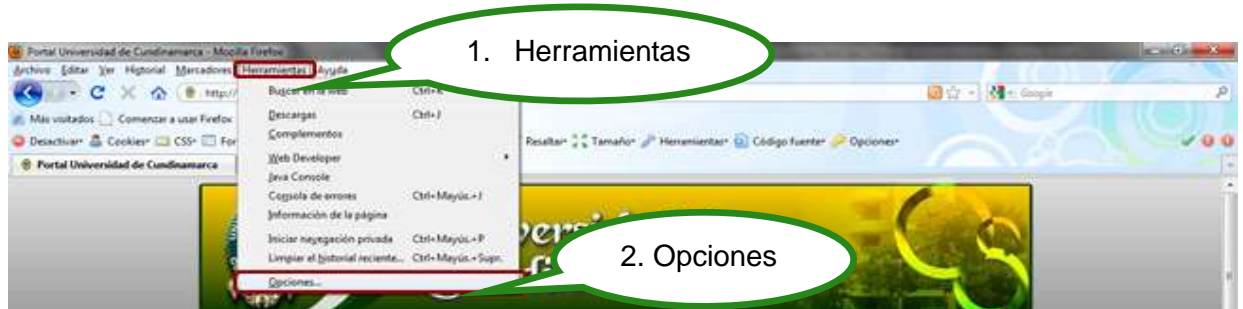 1. Herramientas
Portal Universidad de Cundinamarca - Mozilla Firefox
Archivo Editar Ver Historial Marcadores Herramientas Ayuda
http://
Google
Buscar en la web Ctrl+K
Más visitados Comenzar a usar Firefox
Descargas Ctrl+J
Complementos
Desactivar Cookies CSS For
Resaltar Tamaño Herramientas Código fuente Opciones
Web Developer
Portal Universidad de Cundinamarca
Java Console
Consola de errores Ctrl+Mayús.+J
Información de la página
Iniciar navegación privada Ctrl+Mayús.+P
Limpiar el historial reciente... Ctrl+Mayús.+Supr.
Opciones...
2. Opciones